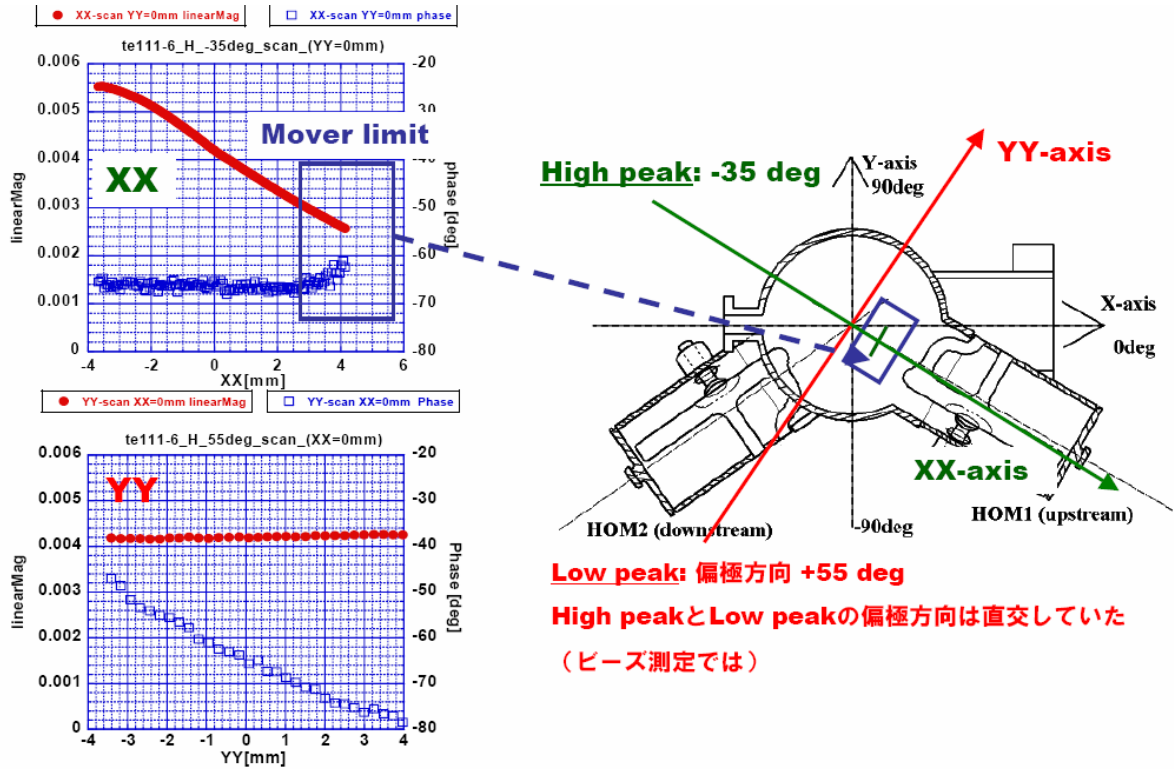 XX-scan YY=0mm linearMag
XX-scan YY=0mm phase
te111-6_H_-35deg_scan_(YY=0mm)
0.006
0.005
0.004
0.003
0.002
0.001
0
linearMag
-20
-30
-40
-50
-60
-70
-80
phase [deg]
-4
-2
0
2
4
6
XX[mm]
XX
Mover limit
YY-scan XX=0mm linearMag
YY-scan XX=0mm Phase
te111-6_H_55deg_scan_(XX=0mm)
0.006
0.005
0.004
0.003
0.002
0.001
0
linearMag
-20
-30
-40
-50
-60
-70
-80
Phase [deg]
-4
-3
-2
-1
0
1
2
3
4
YY[mm]
YY
High peak: -35 deg
Y-axis
90deg
YY-axis
X-axis
0deg
XX-axis
HOM1 (upstream)
HOM2 (downstream)
-90deg
Low peak: 偏極方向 +55 deg
High peakとLow peakの偏極方向は直交していた
（ビーズ測定では）